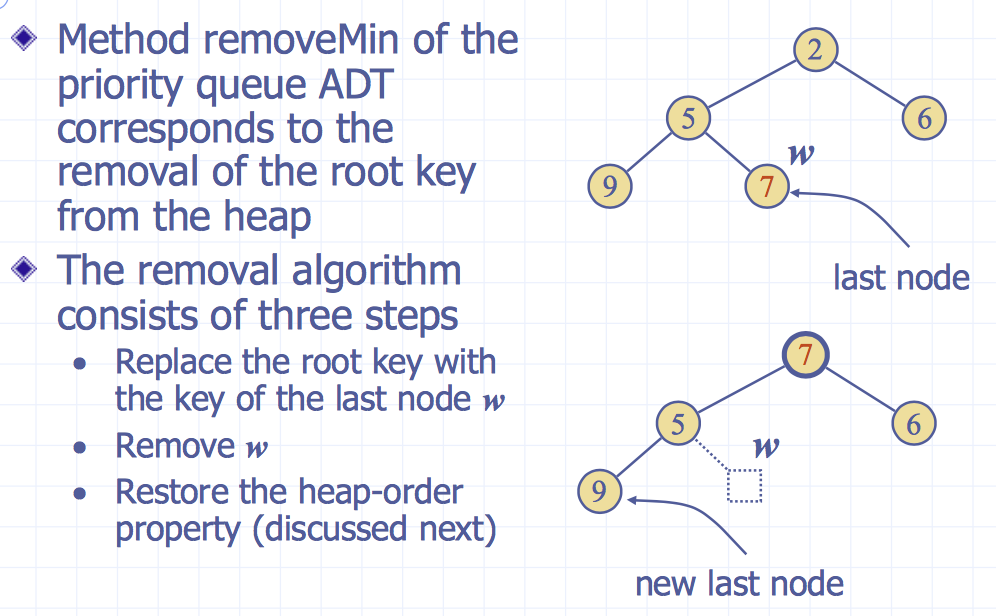 Method removeMin of the
priority queue ADT
corresponds to the
removal of the root key
from the heap
The removal algorithm
consists of three steps
Replace the root key with
the key of the last node w
Remove w
Restore the heap-order
property (discussed next)
2
5
6
w
9
7
last node
7
5
6
w
9
new last node